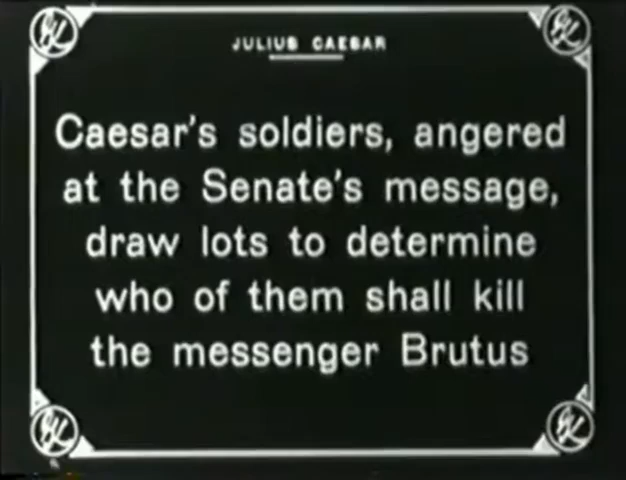 JULIUS CAESAR
Caesar's soldiers, angered
at the Senate's message,
draw lots to determine
who of them shall kill
the messenger Brutus